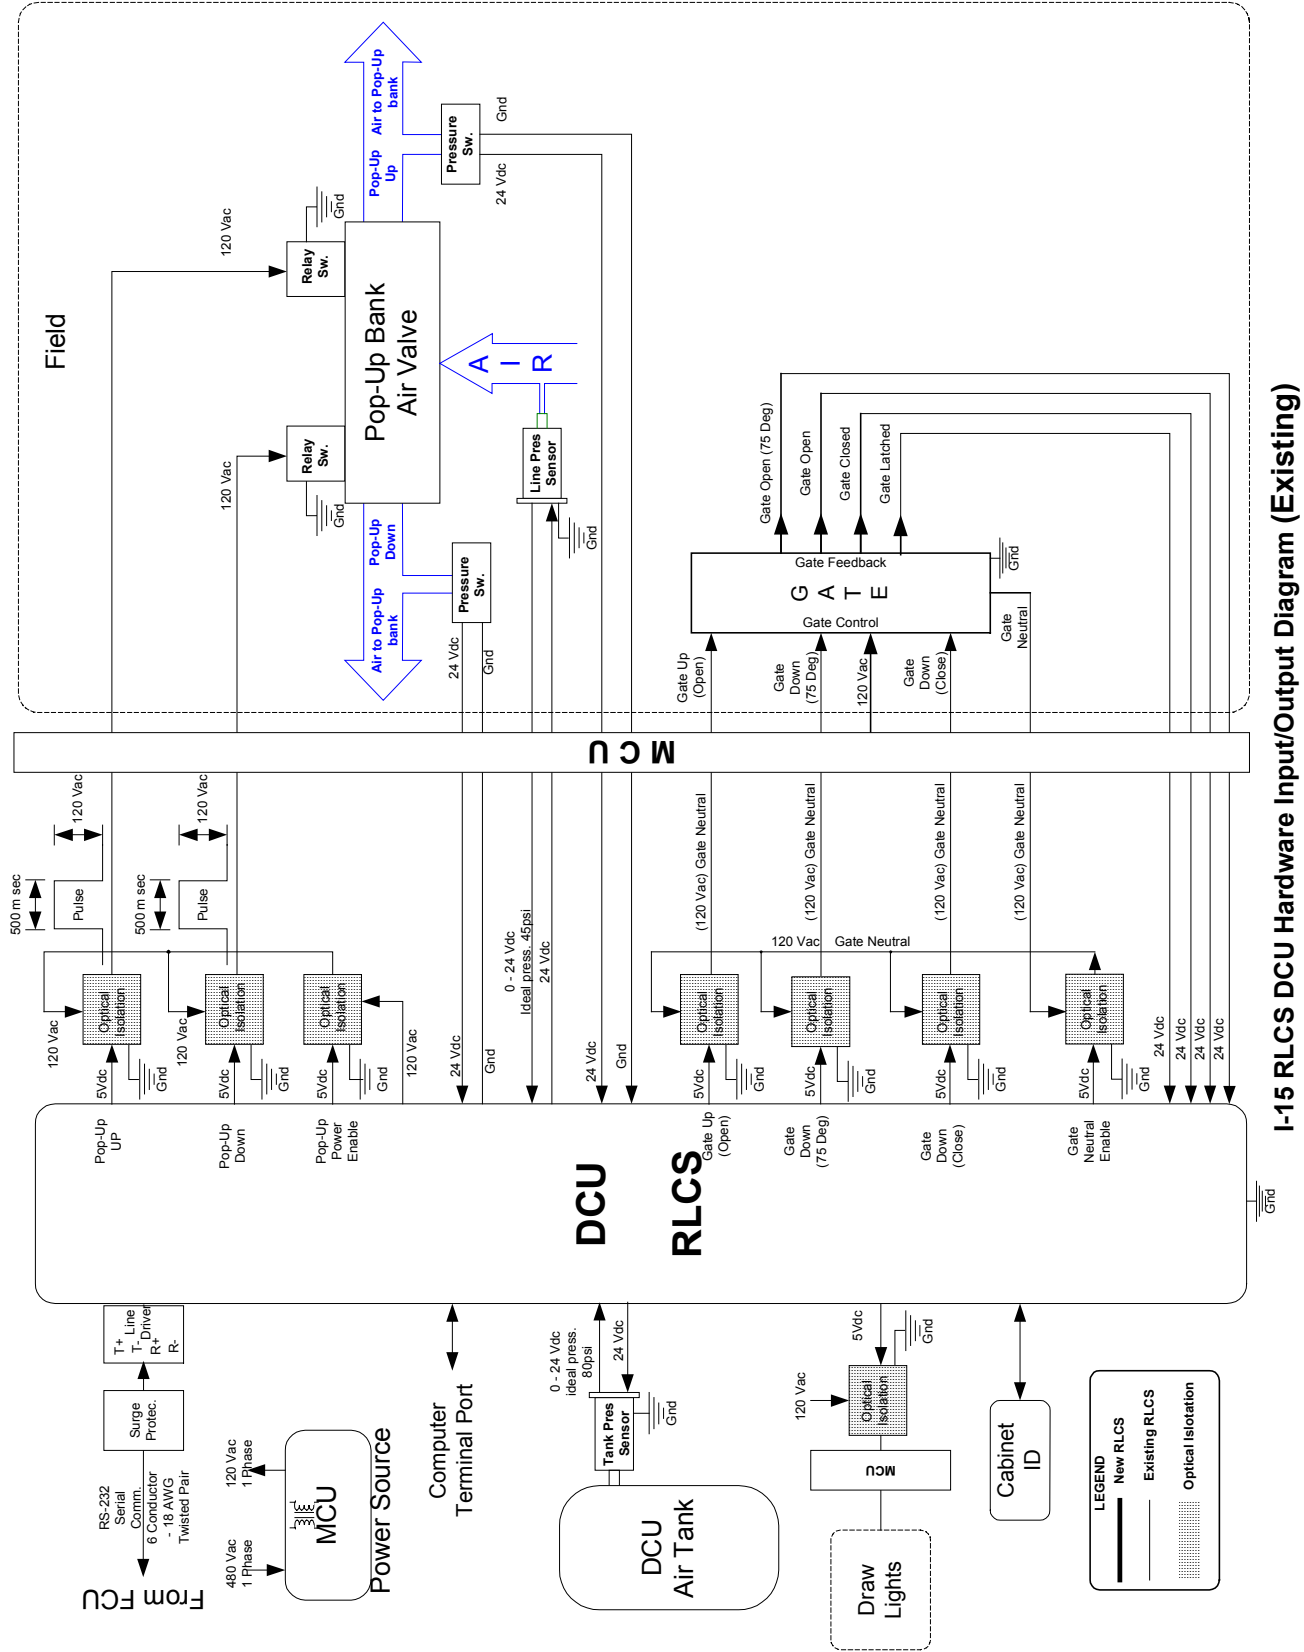 I-15 RLCS DCU Hardware Input/Output Diagram (Existing)
From FCU
RS-232
Serial
Comm.
6 Conductor
- 18 AWG
Twisted Pair
Surge
Protec.
T+
T- Line
Driver
R+
R-
480 Vac
1 Phase
120 Vac
1 Phase
MCU
Power Source
Computer
Terminal Port
DCU
Air Tank
Tank Pres
Sensor
Gnd
0 - 24 Vdc
ideal press.
80psi
24 Vdc
Draw
Lights
MCU
120 Vac
Optical
Isolation
5Vdc
Gnd
Cabinet
ID
LEGEND
New RLCS
Existing RLCS
Optical Islotation
DCU
RLCS
Gnd
Pop-Up
UP
Pop-Up
Down
Pop-Up
Power
Enable
Gate Up
(Open)
Gate
Down
(75 Deg)
Gate
Down
(Close)
Gate
Neutral
Enable
5Vdc
Gnd
120 Vac
Optical
Isolation
5Vdc
Gnd
120 Vac
Optical
Isolation
5Vdc
Gnd
120 Vac
Optical
Isolation
500 m sec
Pulse
120 Vac
500 m sec
Pulse
120 Vac
24 Vdc
Gnd
0 - 24 Vdc
Ideal press. 45psi
24 Vdc
24 Vdc
Gnd
5Vdc
Gnd
Optical
Isolation
5Vdc
Gnd
Optical
Isolation
5Vdc
Gnd
Optical
Isolation
5Vdc
Gnd
Optical
Isolation
120 Vac
Gate Neutral
(120 Vac) Gate Neutral
(120 Vac) Gate Neutral
(120 Vac) Gate Neutral
(120 Vac) Gate Neutral
24 Vdc
24 Vdc
24 Vdc
24 Vdc
MCU
Field
120 Vac
120 Vac
Relay
Sw.
Gnd
Relay
Sw.
Gnd
Pop-Up Bank
Air Valve
Air to Pop-Up
bank
Pop-Up
Down
Pop-Up
Up
Air to Pop-Up
bank
Pressure
Sw.
24 Vdc
Gnd
Pressure
Sw.
24 Vdc
Gnd
A I R
Line Pres
Sensor
Gnd
Gate Up
(Open)
Gate
Down
(75 Deg)
120 Vac
Gate
Down
(Close)
Gate
Neutral
Gate Control
G A T E
Gate Feedback
Gnd
Gate Open (75 Deg)
Gate Open
Gate Closed
Gate Latched